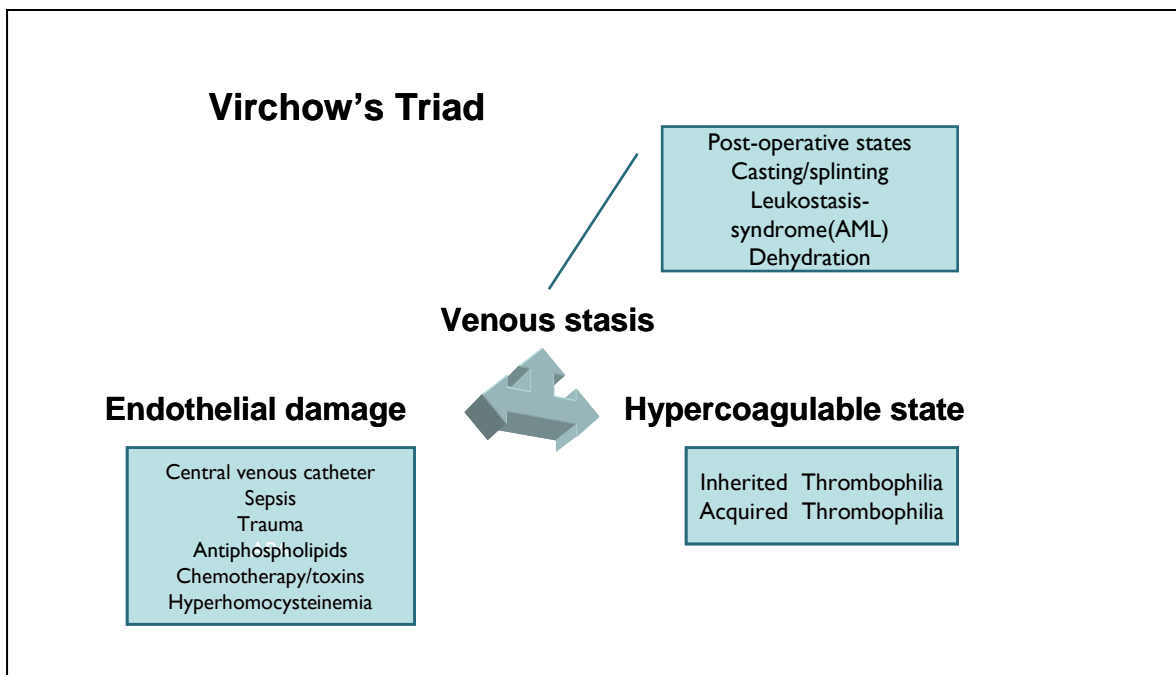 Virchow's Triad
Post-operative states
Casting/splinting
Leukostasis-
syndrome(AML)
Dehydration
Venous stasis
Endothelial damage
Hypercoagulable state
Central venous catheter
Sepsis
Trauma
Antiphospholipids
Chemotherapy/toxins
Hyperhomocysteinemia
Inherited Thrombophilia
Acquired Thrombophilia